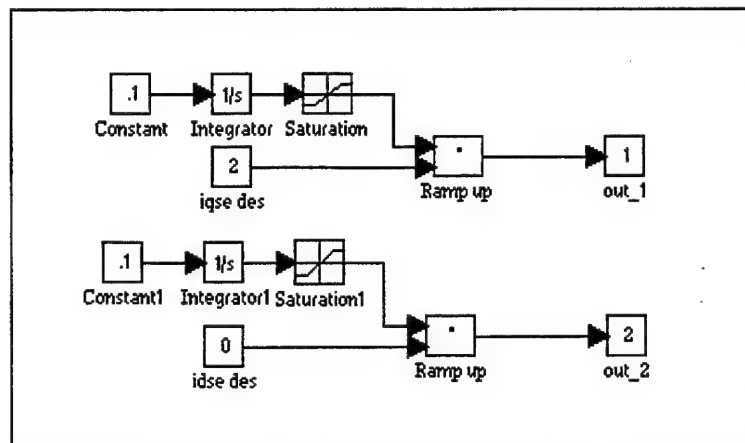 .1
1/s
Constant
Integrator
Saturation
2
iqse des
Ramp up
1
out_1
.1
1/s
Constant1
Integrator1
Saturation1
0
idse des
Ramp up
2
out_2